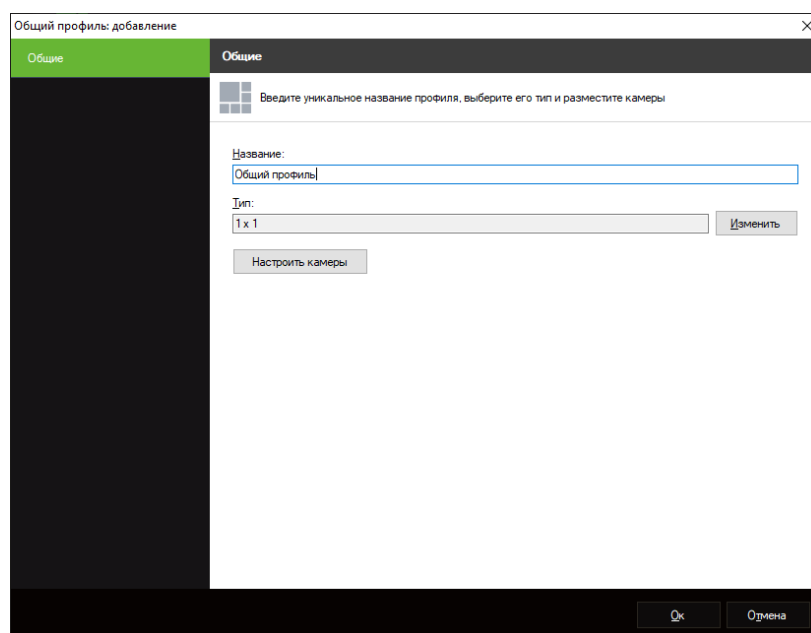 Общий профиль: добавление
Общие
Общие
Введите уникальное название профиля, выберите его тип и разместите камеры
Название:
Общий профиль
Тип:
1 x 1
Изменить
Настроить камеры
Ок
Отмена